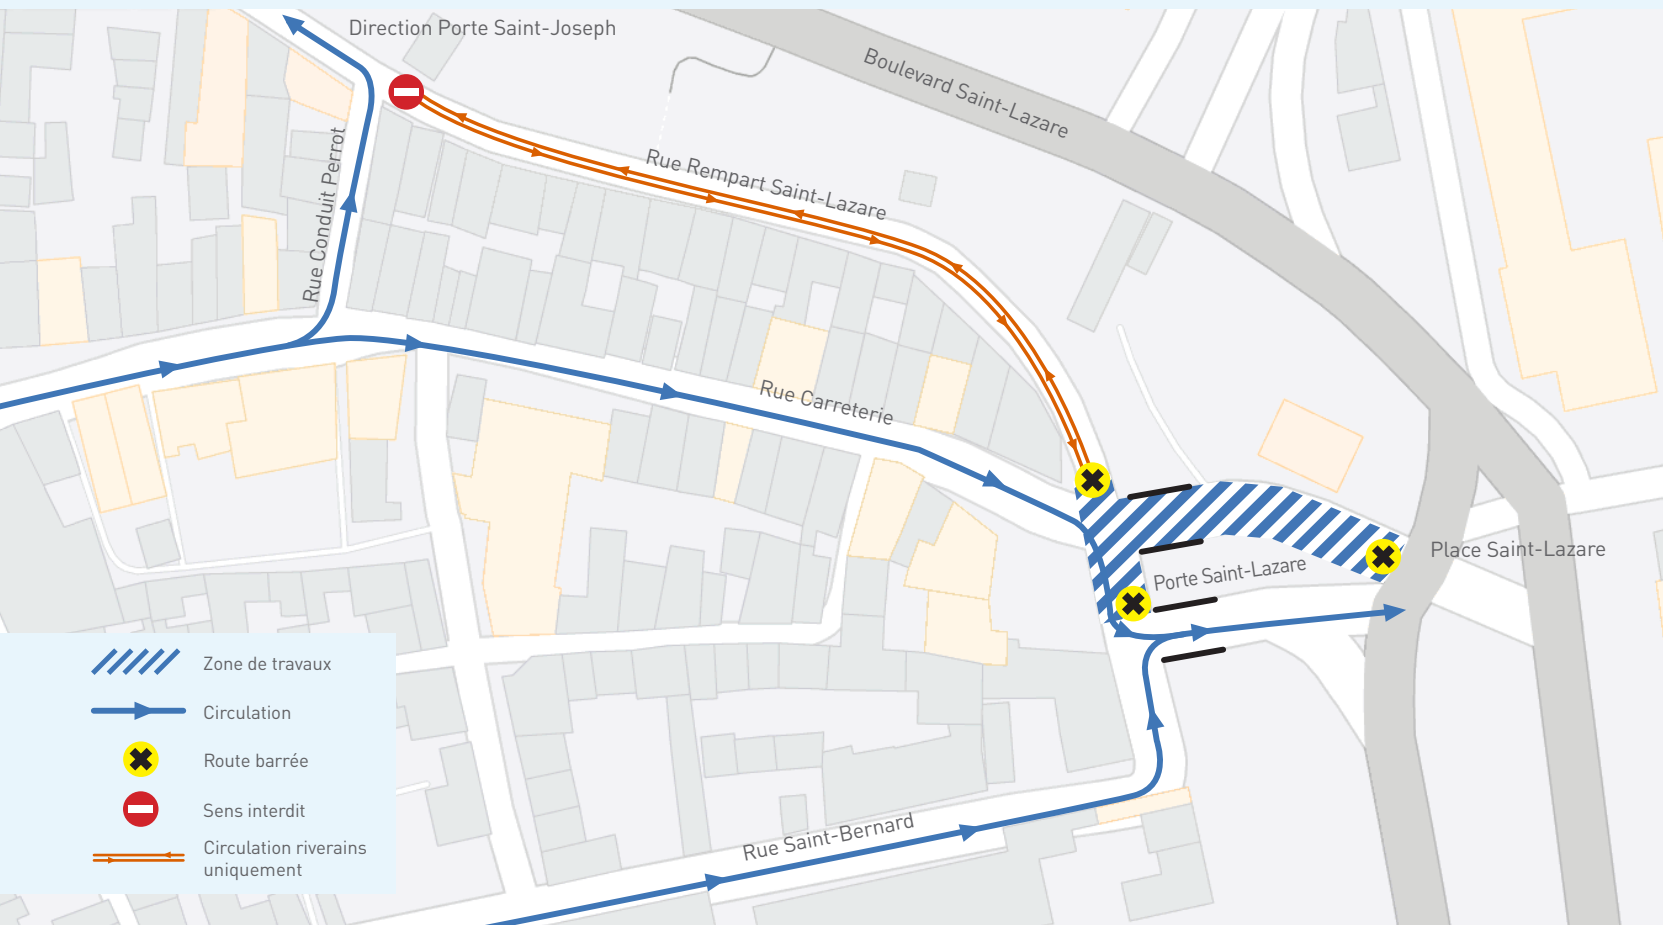 Direction Porte Saint-Joseph
Boulevard Saint-Lazare
Rue Conduit Perrot
Rue Rempart Saint-Lazare
Rue Carreterie
Place Saint-Lazare
Porte Saint-Lazare
Rue Saint-Bernard
Zone de travaux
Circulation
Route barrée
Sens interdit
Circulation riverains
uniquement